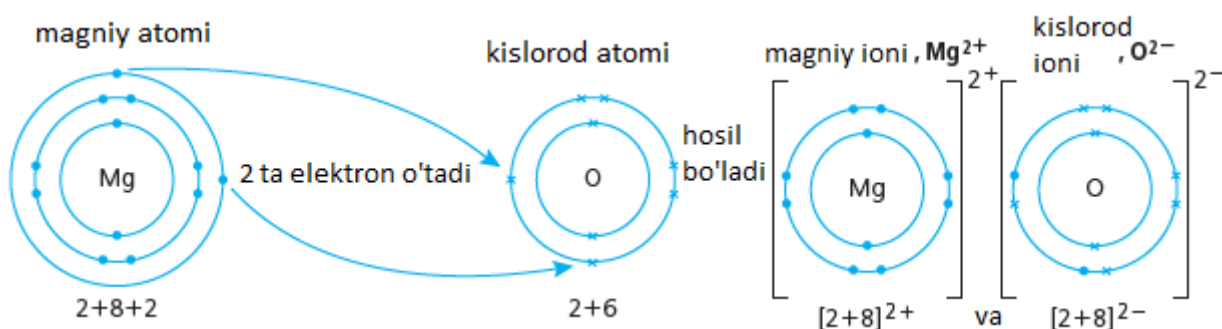 magniy atomi
Mg
2+8+2
2 ta elektron o'tadi
kislorod atomi
O
2+6
hosil
bo'ladi
magniy ioni , Mg²⁺
2+
Mg
[2+8]²⁺
va
kislorod
ioni , O²⁻
2−
O
[2+8]²⁻